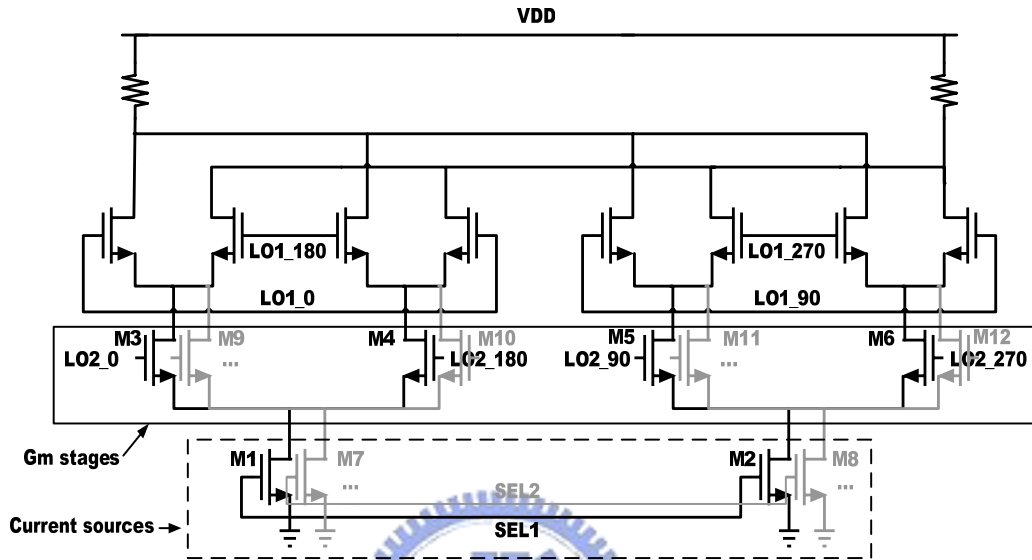 VDD
LO1_180
LO1_270
LO1_0
LO1_90
M3
M9
M4
M10
M5
M11
M6
M12
LO2_0
...
LO2_180
LO2_90
...
LO2_270
Gm stages
M1
M7
M2
M8
...
...
SEL2
Current sources
SEL1